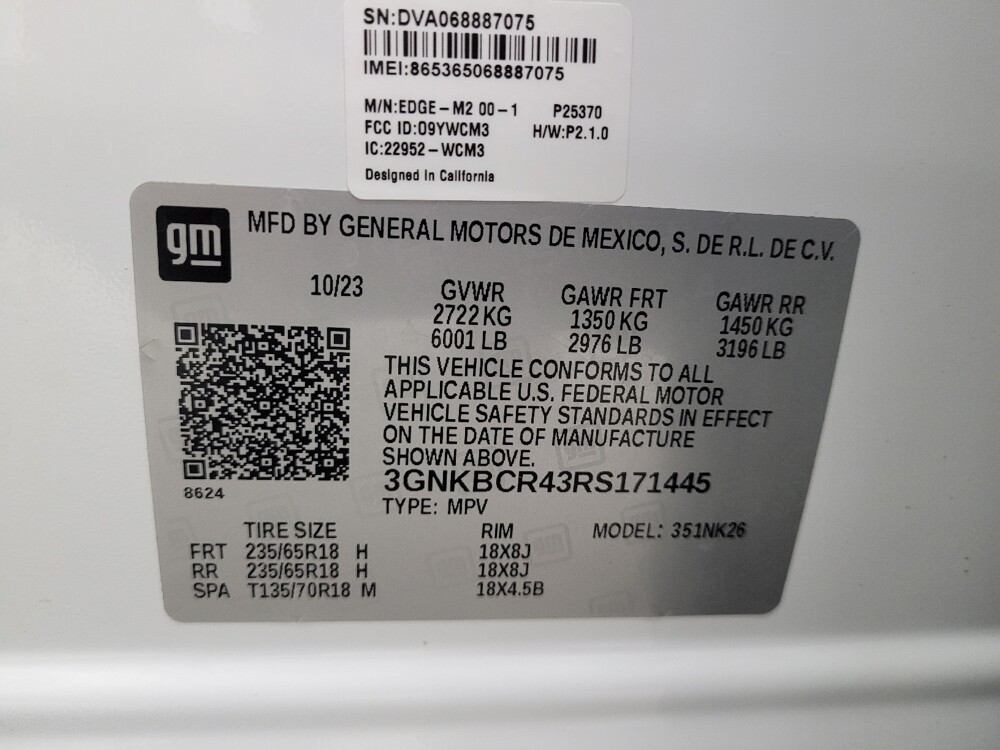 SN:DVA068887075
IMEI:865365068887075
M/N:EDGE-M2 00-1 P25370
FCC ID:09YWCM3 H/W:P2.1.0
IC:22952-WCM3
Designed In California
gm MFD BY GENERAL MOTORS DE MEXICO, S. DE R.L. DE C.V.
10/23 GVWR GAWR FRT GAWR RR
2722 KG 1350 KG 1450 KG
6001 LB 2976 LB 3196 LB
THIS VEHICLE CONFORMS TO ALL
APPLICABLE U.S. FEDERAL MOTOR
VEHICLE SAFETY STANDARDS IN EFFECT
ON THE DATE OF MANUFACTURE
SHOWN ABOVE.
3GNKBCR43RS171445
8624
TYPE: MPV
TIRE SIZE RIM MODEL: 351NK26
FRT 235/65R18 H 18X8J
RR 235/65R18 H 18X8J
SPA T135/70R18 M 18X4.5B